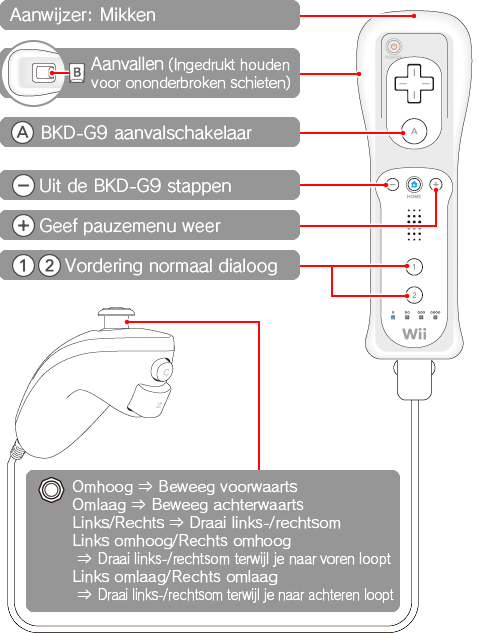 Aanwijzer: Mikken
B Aanvallen (Ingedrukt houden
voor ononderbroken schieten)
A BKD-G9 aanvalschakelaar
− Uit de BKD-G9 stappen
+ Geef pauzemenu weer
1 2 Vordering normaal dialoog
A
− +
HOME
1
2
Wii
C
Z
Omhoog ⇒ Beweeg voorwaarts
Omlaag ⇒ Beweeg achterwaarts
Links/Rechts ⇒ Draai links-/rechtsom
Links omhoog/Rechts omhoog
⇒ Draai links-/rechtsom terwijl je naar voren loopt
Links omlaag/Rechts omlaag
⇒ Draai links-/rechtsom terwijl je naar achteren loopt